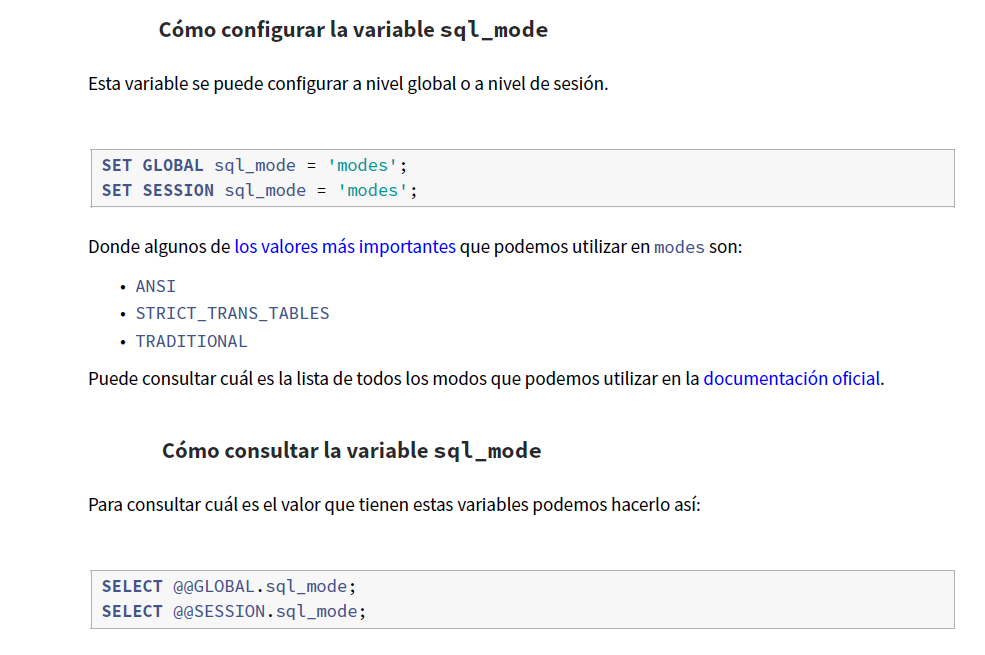 Cómo configurar la variable sql_mode
Esta variable se puede configurar a nivel global o a nivel de sesión.
SET GLOBAL sql_mode = 'modes';
SET SESSION sql_mode = 'modes';
Donde algunos de los valores más importantes que podemos utilizar en modes son:
• ANSI
• STRICT_TRANS_TABLES
• TRADITIONAL
Puede consultar cuál es la lista de todos los modos que podemos utilizar en la documentación oficial.
Cómo consultar la variable sql_mode
Para consultar cuál es el valor que tienen estas variables podemos hacerlo así:
SELECT @@GLOBAL.sql_mode;
SELECT @@SESSION.sql_mode;